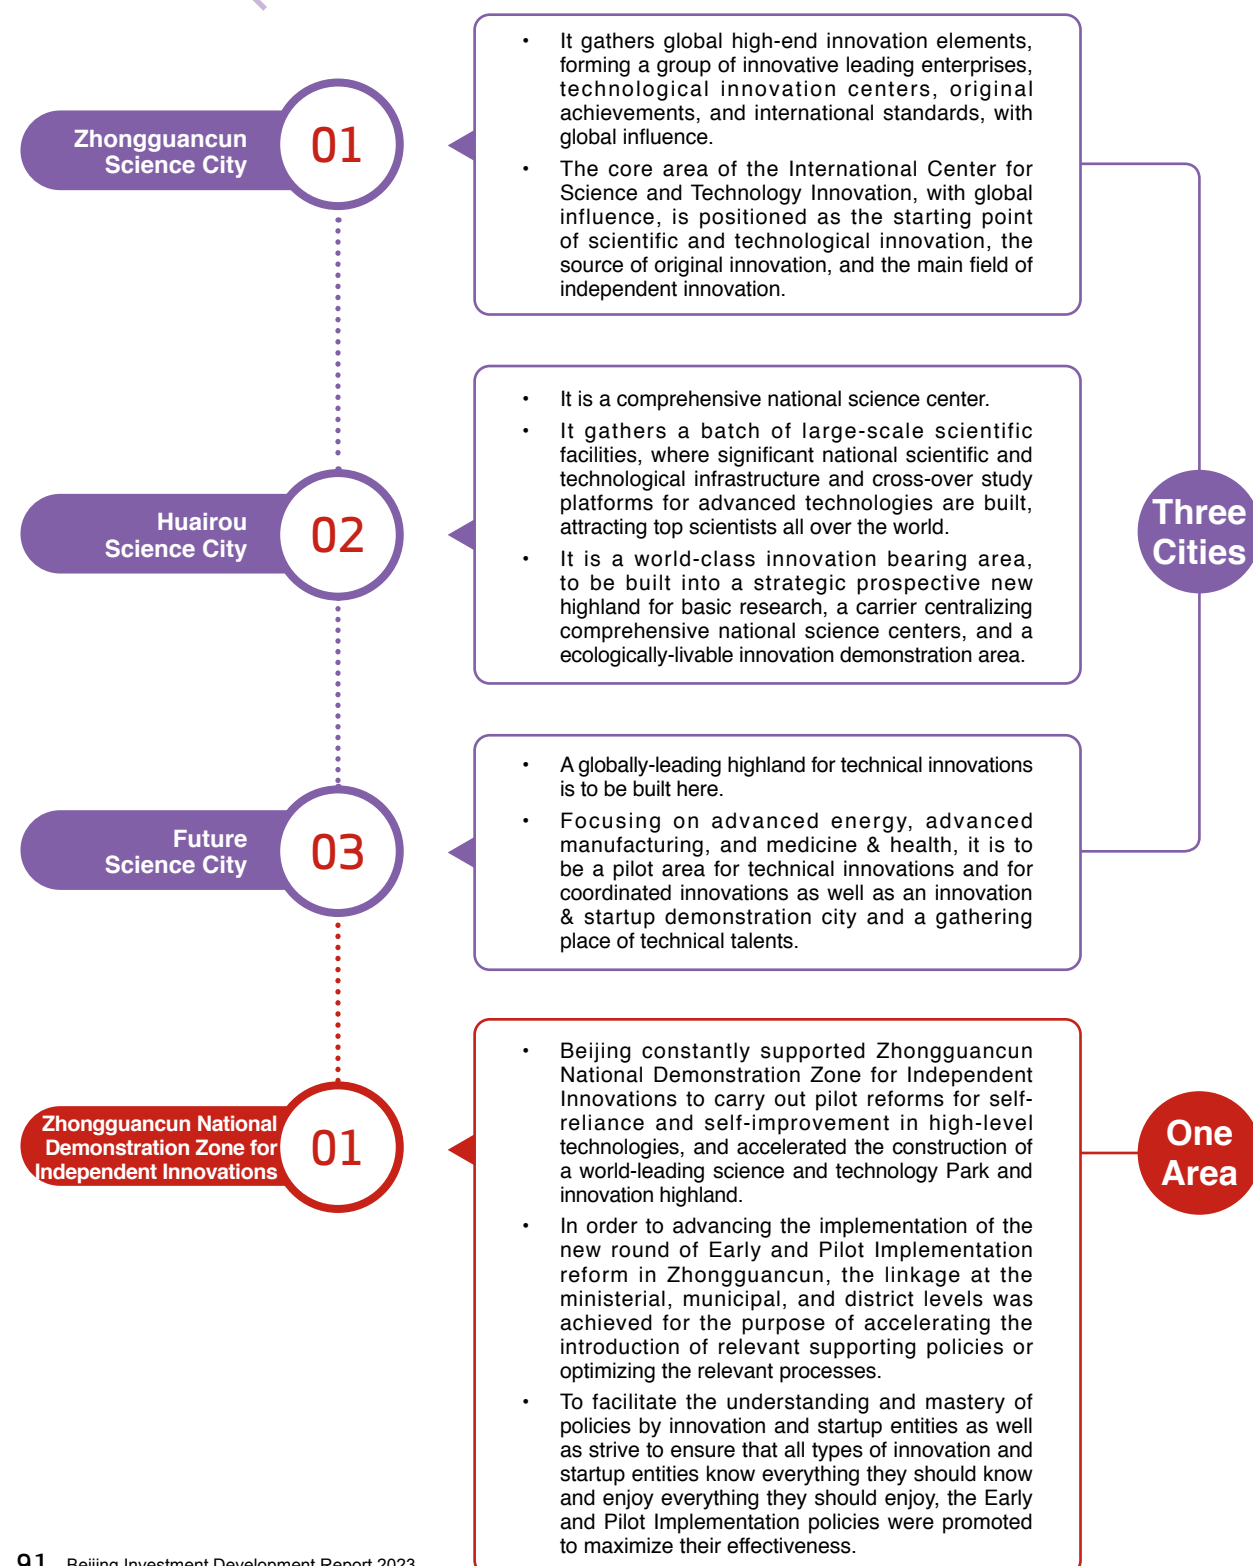 Zhongguancun
Science City
01
• It gathers global high-end innovation elements,
forming a group of innovative leading enterprises,
technological innovation centers, original
achievements, and international standards, with
global influence.
• The core area of the International Center for
Science and Technology Innovation, with global
influence, is positioned as the starting point
of scientific and technological innovation, the
source of original innovation, and the main field of
independent innovation.
Huairou
Science City
02
• It is a comprehensive national science center.
• It gathers a batch of large-scale scientific
facilities, where significant national scientific and
technological infrastructure and cross-over study
platforms for advanced technologies are built,
attracting top scientists all over the world.
• It is a world-class innovation bearing area,
to be built into a strategic prospective new
highland for basic research, a carrier centralizing
comprehensive national science centers, and a
ecologically-livable innovation demonstration area.
Three
Cities
Future
Science City
03
• A globally-leading highland for technical innovations
is to be built here.
• Focusing on advanced energy, advanced
manufacturing, and medicine & health, it is to
be a pilot area for technical innovations and for
coordinated innovations as well as an innovation
& startup demonstration city and a gathering
place of technical talents.
Zhongguancun National
Demonstration Zone for
Independent Innovations
01
• Beijing constantly supported Zhongguancun
National Demonstration Zone for Independent
Innovations to carry out pilot reforms for self-
reliance and self-improvement in high-level
technologies, and accelerated the construction of
a world-leading science and technology Park and
innovation highland.
• In order to advancing the implementation of the
new round of Early and Pilot Implementation
reform in Zhongguancun, the linkage at the
ministerial, municipal, and district levels was
achieved for the purpose of accelerating the
introduction of relevant supporting policies or
optimizing the relevant processes.
• To facilitate the understanding and mastery of
policies by innovation and startup entities as well
as strive to ensure that all types of innovation and
startup entities know everything they should know
and enjoy everything they should enjoy, the Early
and Pilot Implementation policies were promoted
to maximize their effectiveness.
One
Area
91 Beijing Investment Development Report 2023